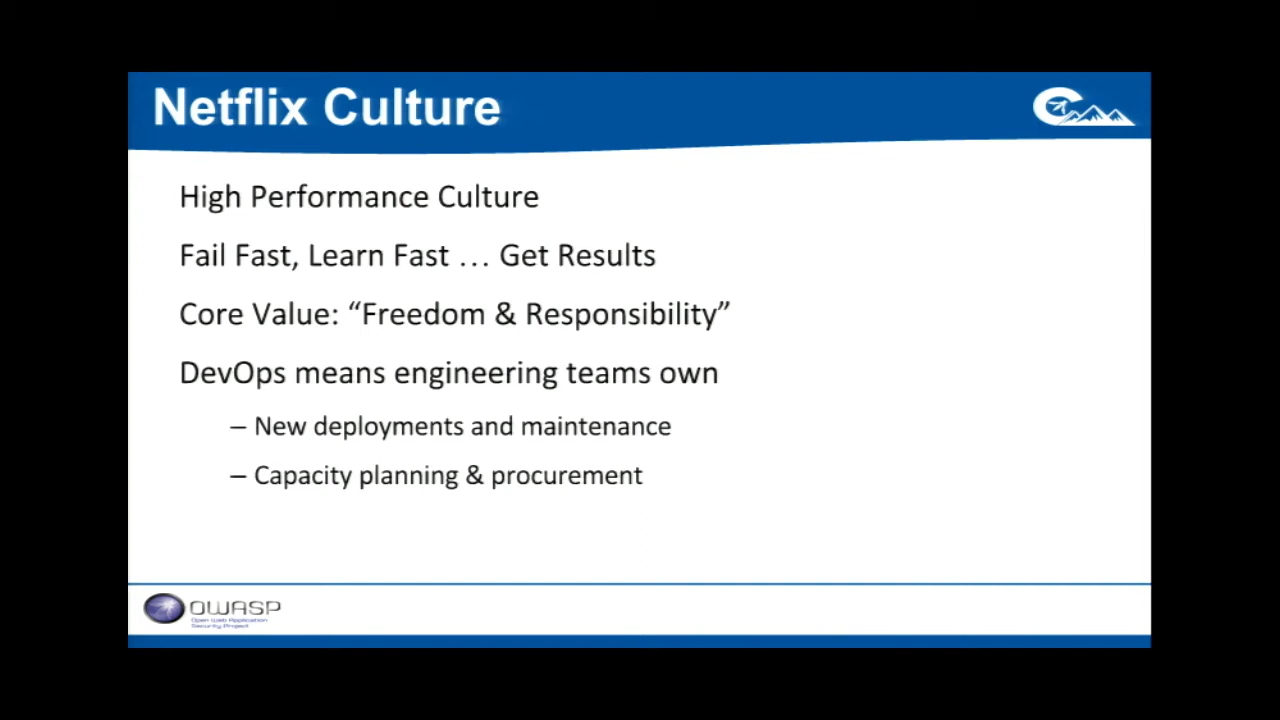 Netflix Culture
High Performance Culture
Fail Fast, Learn Fast … Get Results
Core Value: “Freedom & Responsibility”
DevOps means engineering teams own
– New deployments and maintenance
– Capacity planning & procurement
OWASP
Open Web Application
Security Project